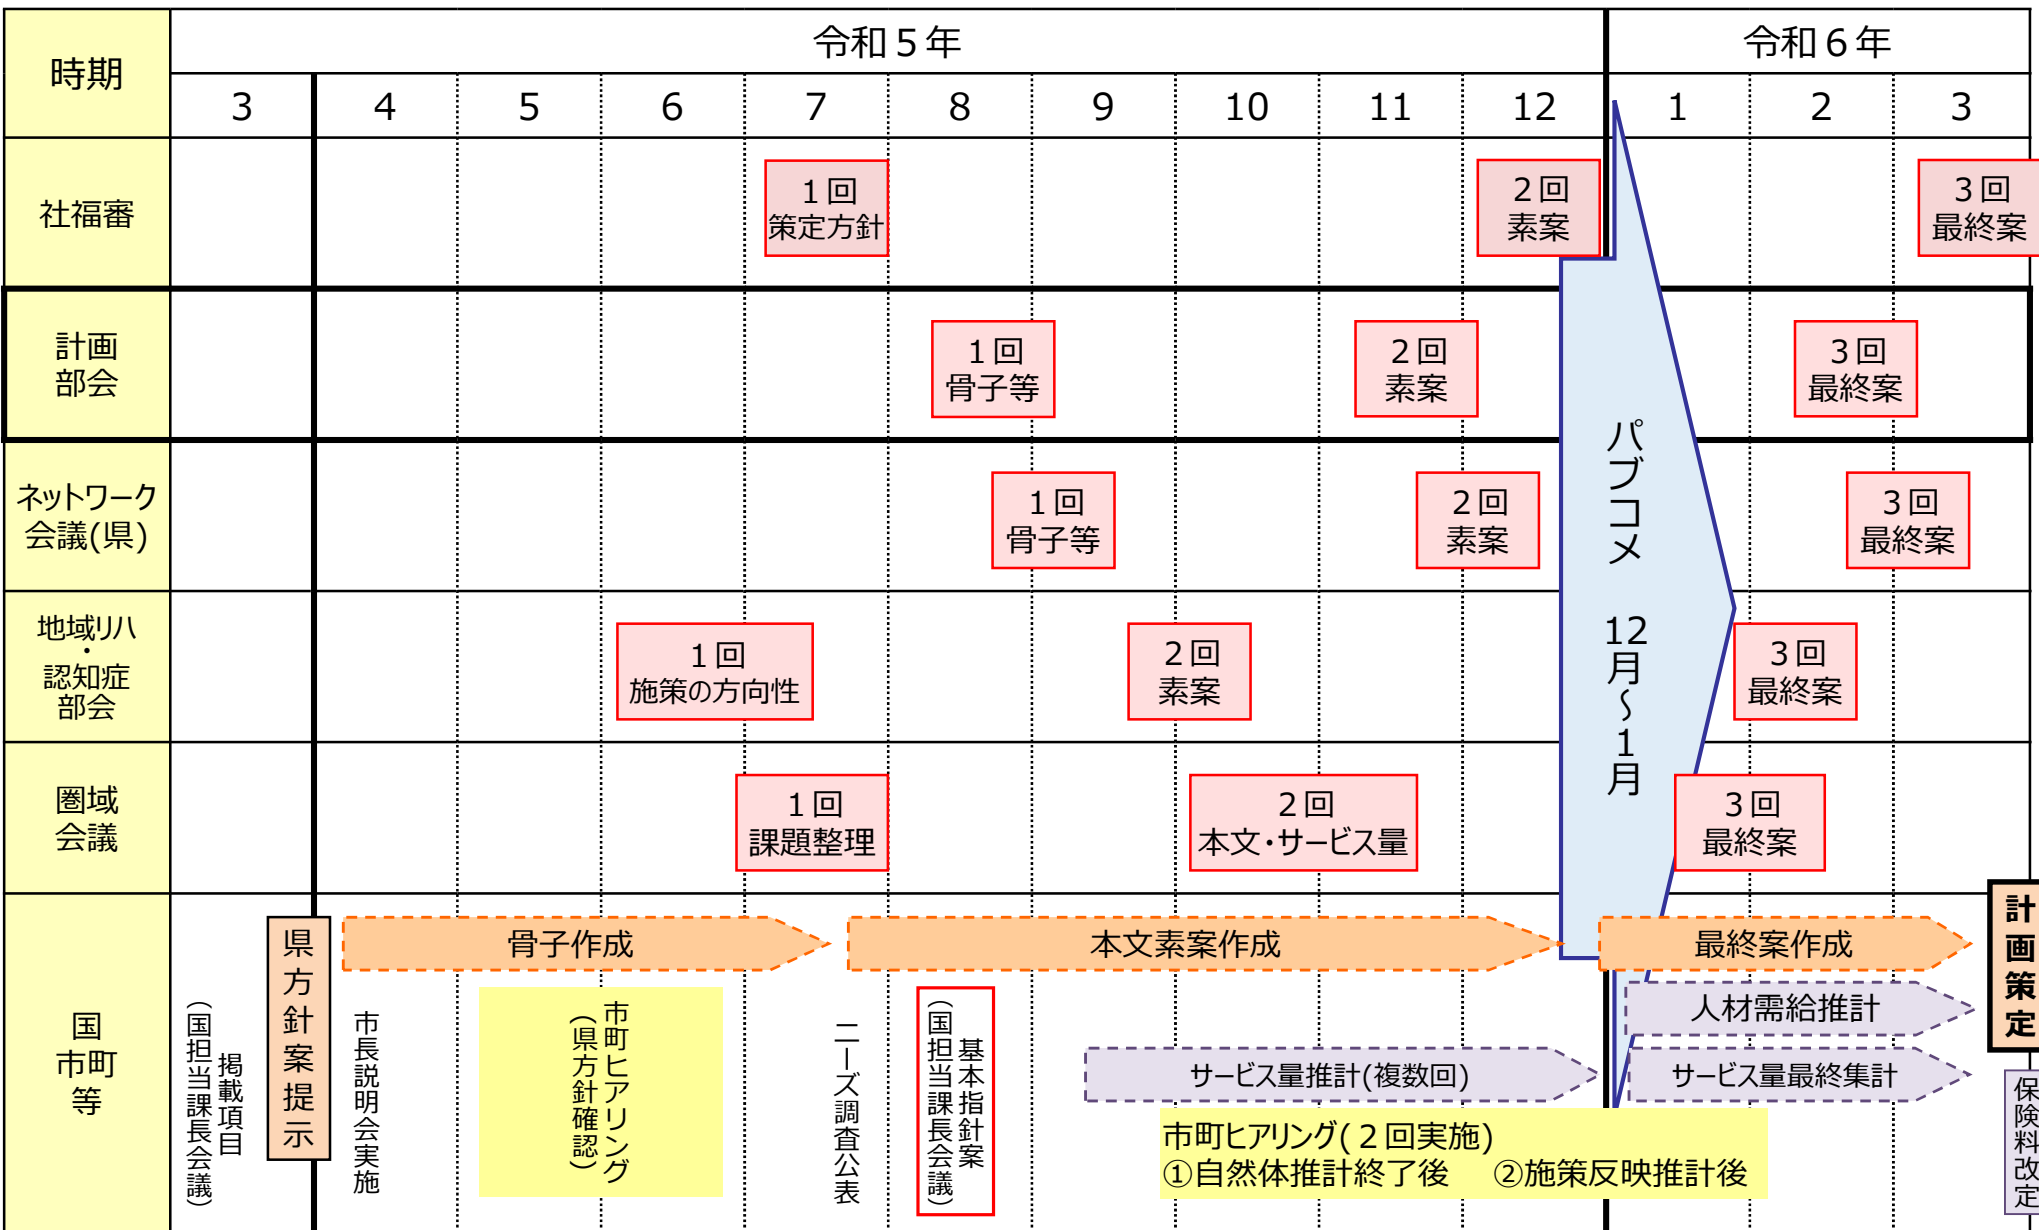 時期
令和５年
令和６年
3
4
5
6
7
8
9
10
11
12
1
2
3
社福審
１回
策定方針
２回
素案
３回
最終案
計画
部会
１回
骨子等
２回
素案
３回
最終案
ネットワーク
会議(県)
１回
骨子等
２回
素案
３回
最終案
地域リハ
・
認知症
部会
１回
施策の方向性
２回
素案
３回
最終案
圏域
会議
１回
課題整理
２回
本文・サービス量
３回
最終案
パブコメ　12月～1月
国
市町
等
掲載項目
（国担当課長会議）
県方針案提示
骨子作成
本文素案作成
最終案作成
計画策定
市長説明会実施
市町ヒアリング
（県方針確認）
ニーズ調査公表
基本指針案
（国担当課長会議）
人材需給推計
サービス量推計(複数回)
サービス量最終集計
市町ヒアリング(２回実施)
①自然体推計終了後　②施策反映推計後
保険料改定